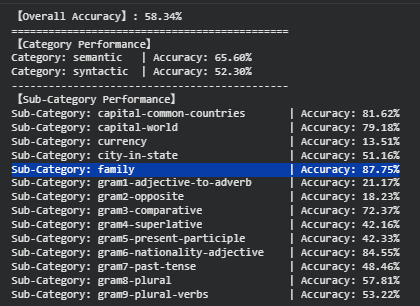 【Overall Accuracy】: 58.34%
==============================================
【Category Performance】
Category: semantic | Accuracy: 65.60%
Category: syntactic | Accuracy: 52.30%
----------------------------------------------
【Sub-Category Performance】
Sub-Category: capital-common-countries | Accuracy: 81.62%
Sub-Category: capital-world | Accuracy: 79.18%
Sub-Category: currency | Accuracy: 13.51%
Sub-Category: city-in-state | Accuracy: 51.16%
Sub-Category: family | Accuracy: 87.75%
Sub-Category: gram1-adjective-to-adverb | Accuracy: 21.17%
Sub-Category: gram2-opposite | Accuracy: 18.23%
Sub-Category: gram3-comparative | Accuracy: 72.37%
Sub-Category: gram4-superlative | Accuracy: 42.16%
Sub-Category: gram5-present-participle | Accuracy: 42.33%
Sub-Category: gram6-nationality-adjective | Accuracy: 84.55%
Sub-Category: gram7-past-tense | Accuracy: 48.46%
Sub-Category: gram8-plural | Accuracy: 57.81%
Sub-Category: gram9-plural-verbs | Accuracy: 53.22%